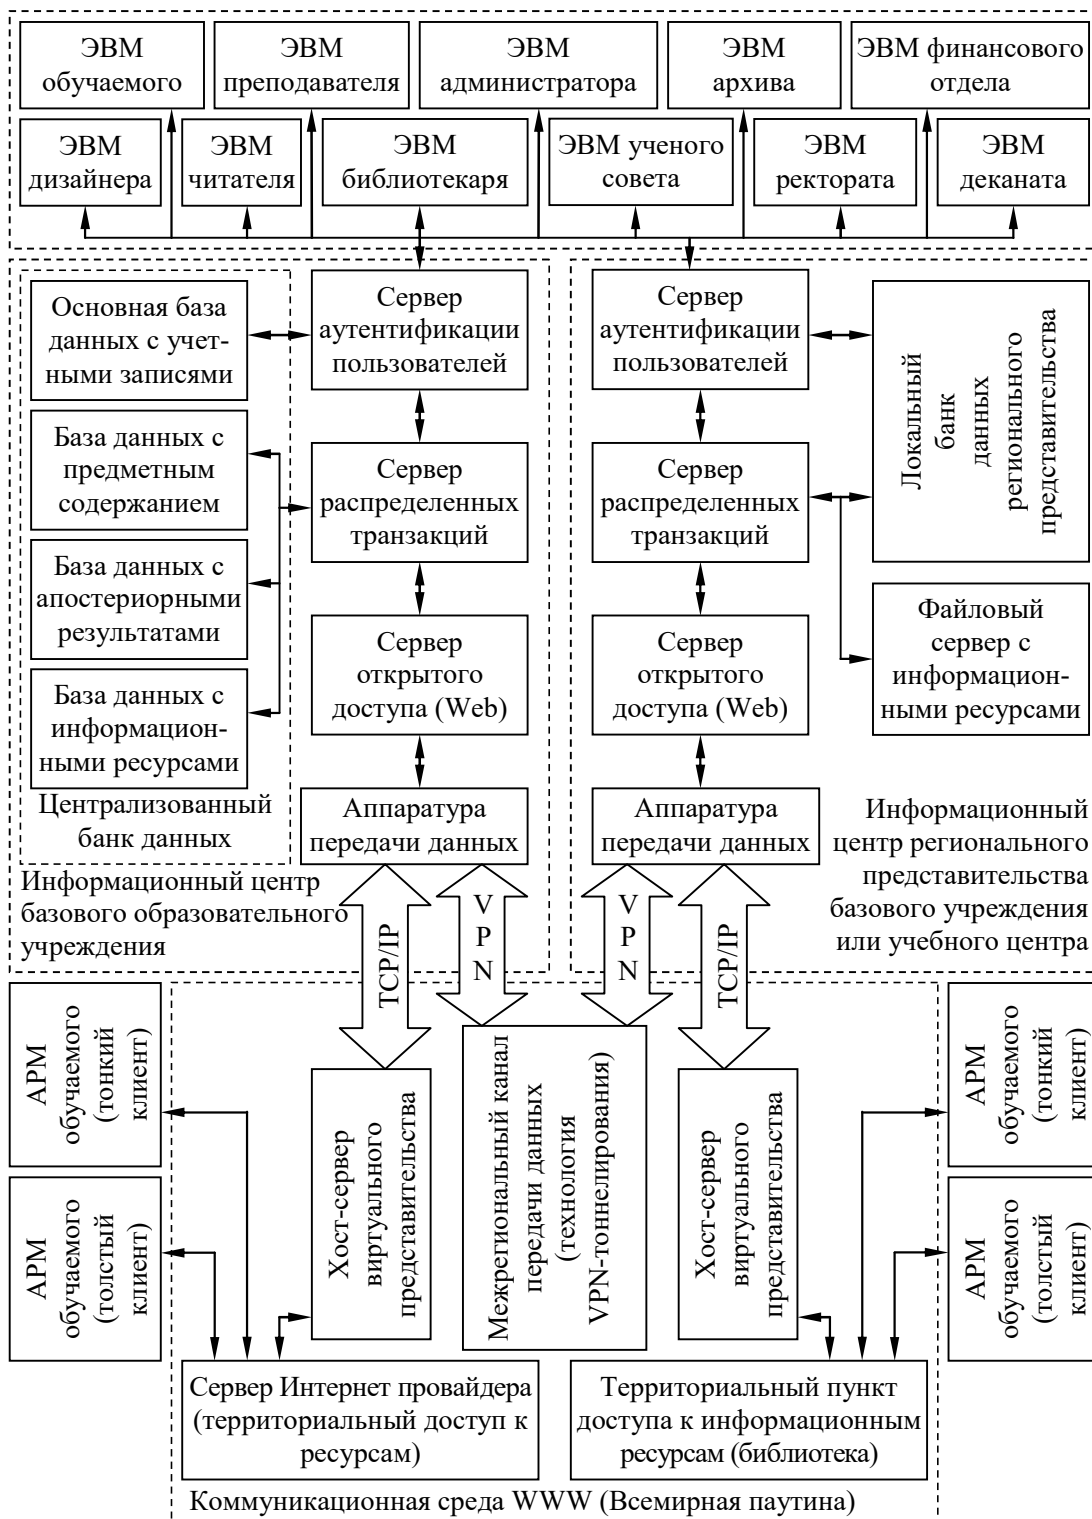 ЭВМ
обучаемого
ЭВМ
преподавателя
ЭВМ
администратора
ЭВМ
архива
ЭВМ финансового
отдела
ЭВМ
дизайнера
ЭВМ
читателя
ЭВМ
библиотекаря
ЭВМ ученого
совета
ЭВМ
ректората
ЭВМ
деканата
Основная база
данных с учет-
ными записями
База данных с
предметным
содержанием
База данных с
апостериорными
результатами
База данных с
информацион-
ными ресурсами
Централизованный
банк данных
Сервер
аутентификации
пользователей
Сервер
распределенных
транзакций
Сервер
открытого
доступа (Web)
Аппаратура
передачи данных
Информационный центр
базового образовательного
учреждения
Сервер
аутентификации
пользователей
Сервер
распределенных
транзакций
Сервер
открытого
доступа (Web)
Аппаратура
передачи данных
Локальный
банк
данных
регионального
представительства
Файловый
сервер с
информацион-
ными ресурсами
Информационный
центр регионального
представительства
базового учреждения
или учебного центра
TCP/IP
V
P
N
V
P
N
TCP/IP
АРМ
обучаемого
(тонкий
клиент)
АРМ
обучаемого
(толстый
клиент)
Хост-сервер
виртуального
представительства
Межрегиональный канал
передачи данных
(технология
VPN-тоннелирования)
Хост-сервер
виртуального
представительства
АРМ
обучаемого
(тонкий
клиент)
АРМ
обучаемого
(толстый
клиент)
Сервер Интернет провайдера
(территориальный доступ к
ресурсам)
Территориальный пункт
доступа к информационным
ресурсам (библиотека)
Коммуникационная среда WWW (Всемирная паутина)